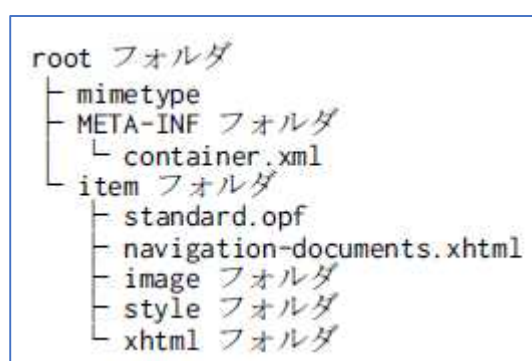 root フォルダ
├ mimetype
├ META-INF フォルダ
│ └ container.xml
└ item フォルダ
├ standard.opf
├ navigation-documents.xhtml
├ image フォルダ
├ style フォルダ
└ xhtml フォルダ